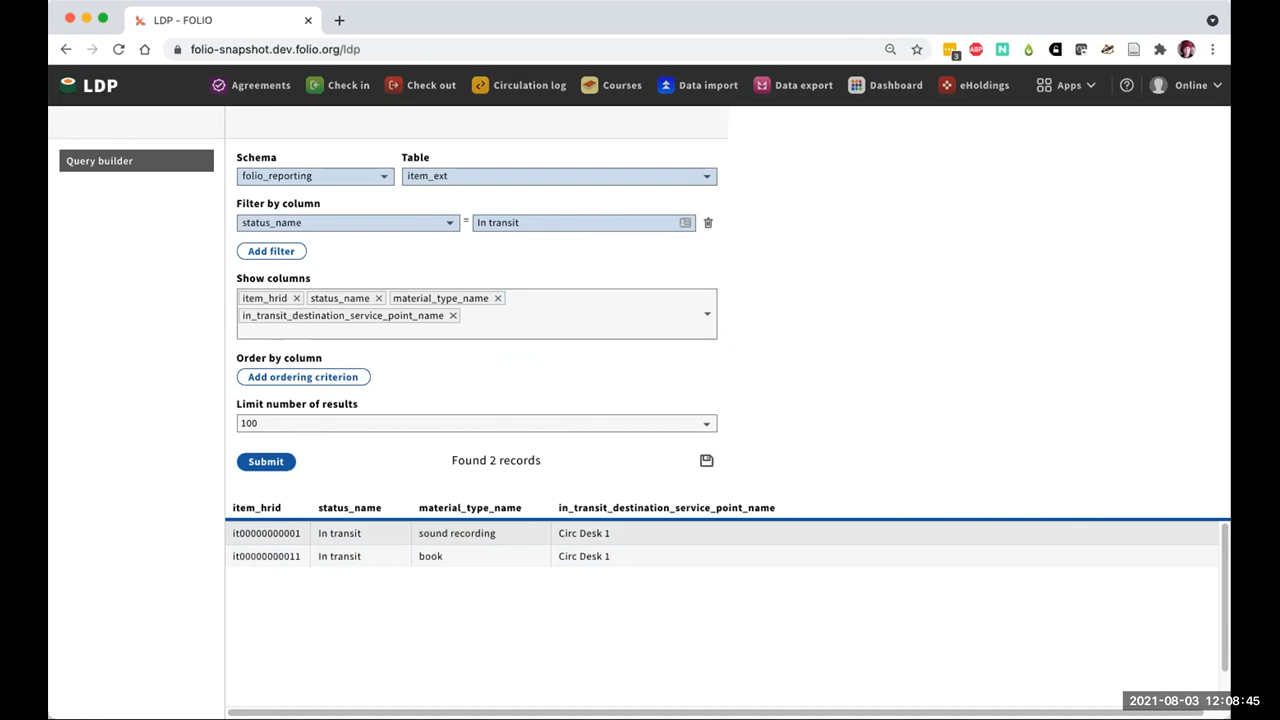 LDP - FOLIO
folio-snapshot.dev.folio.org/ldp
3
ABP
N
LDP Agreements Check in Check out Circulation log Courses Data import Data export Dashboard eHoldings Apps Online
Query builder
Schema Table
folio_reporting item_ext
Filter by column
status_name = In transit
Add filter
Show columns
item_hrid status_name material_type_name
in_transit_destination_service_point_name
Order by column
Add ordering criterion
Limit number of results
100
Submit Found 2 records
item_hrid status_name material_type_name in_transit_destination_service_point_name
it00000000001 In transit sound recording Circ Desk 1
it00000000011 In transit book Circ Desk 1
2021-08-03 12:08:45